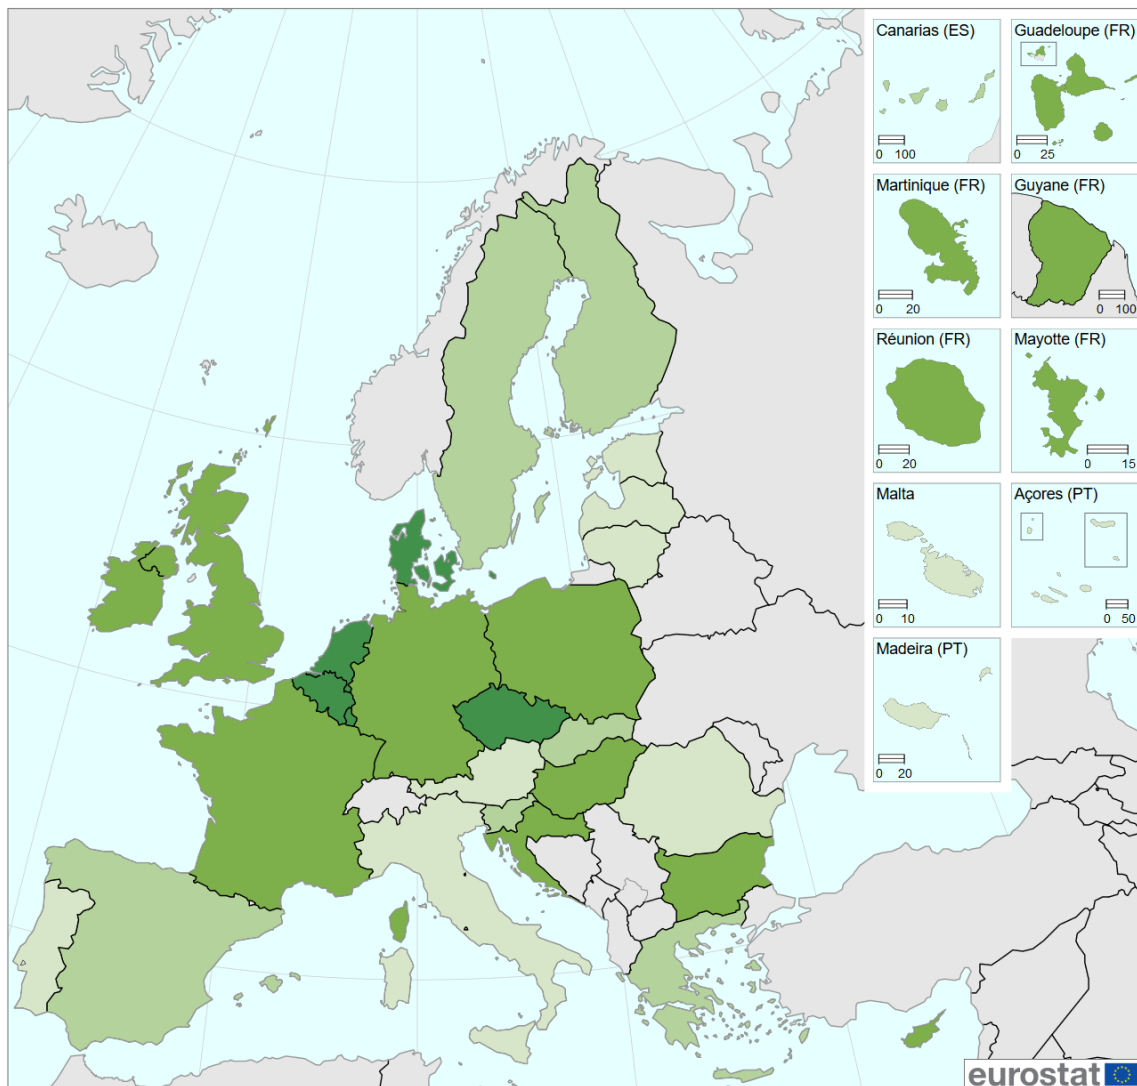 Canarias (ES)
0 100
Guadeloupe (FR)
0 25
Martinique (FR)
0 20
Guyane (FR)
0 100
Réunion (FR)
0 20
Mayotte (FR)
0 15
Malta
0 10
Açores (PT)
0 50
Madeira (PT)
0 20
eurostat